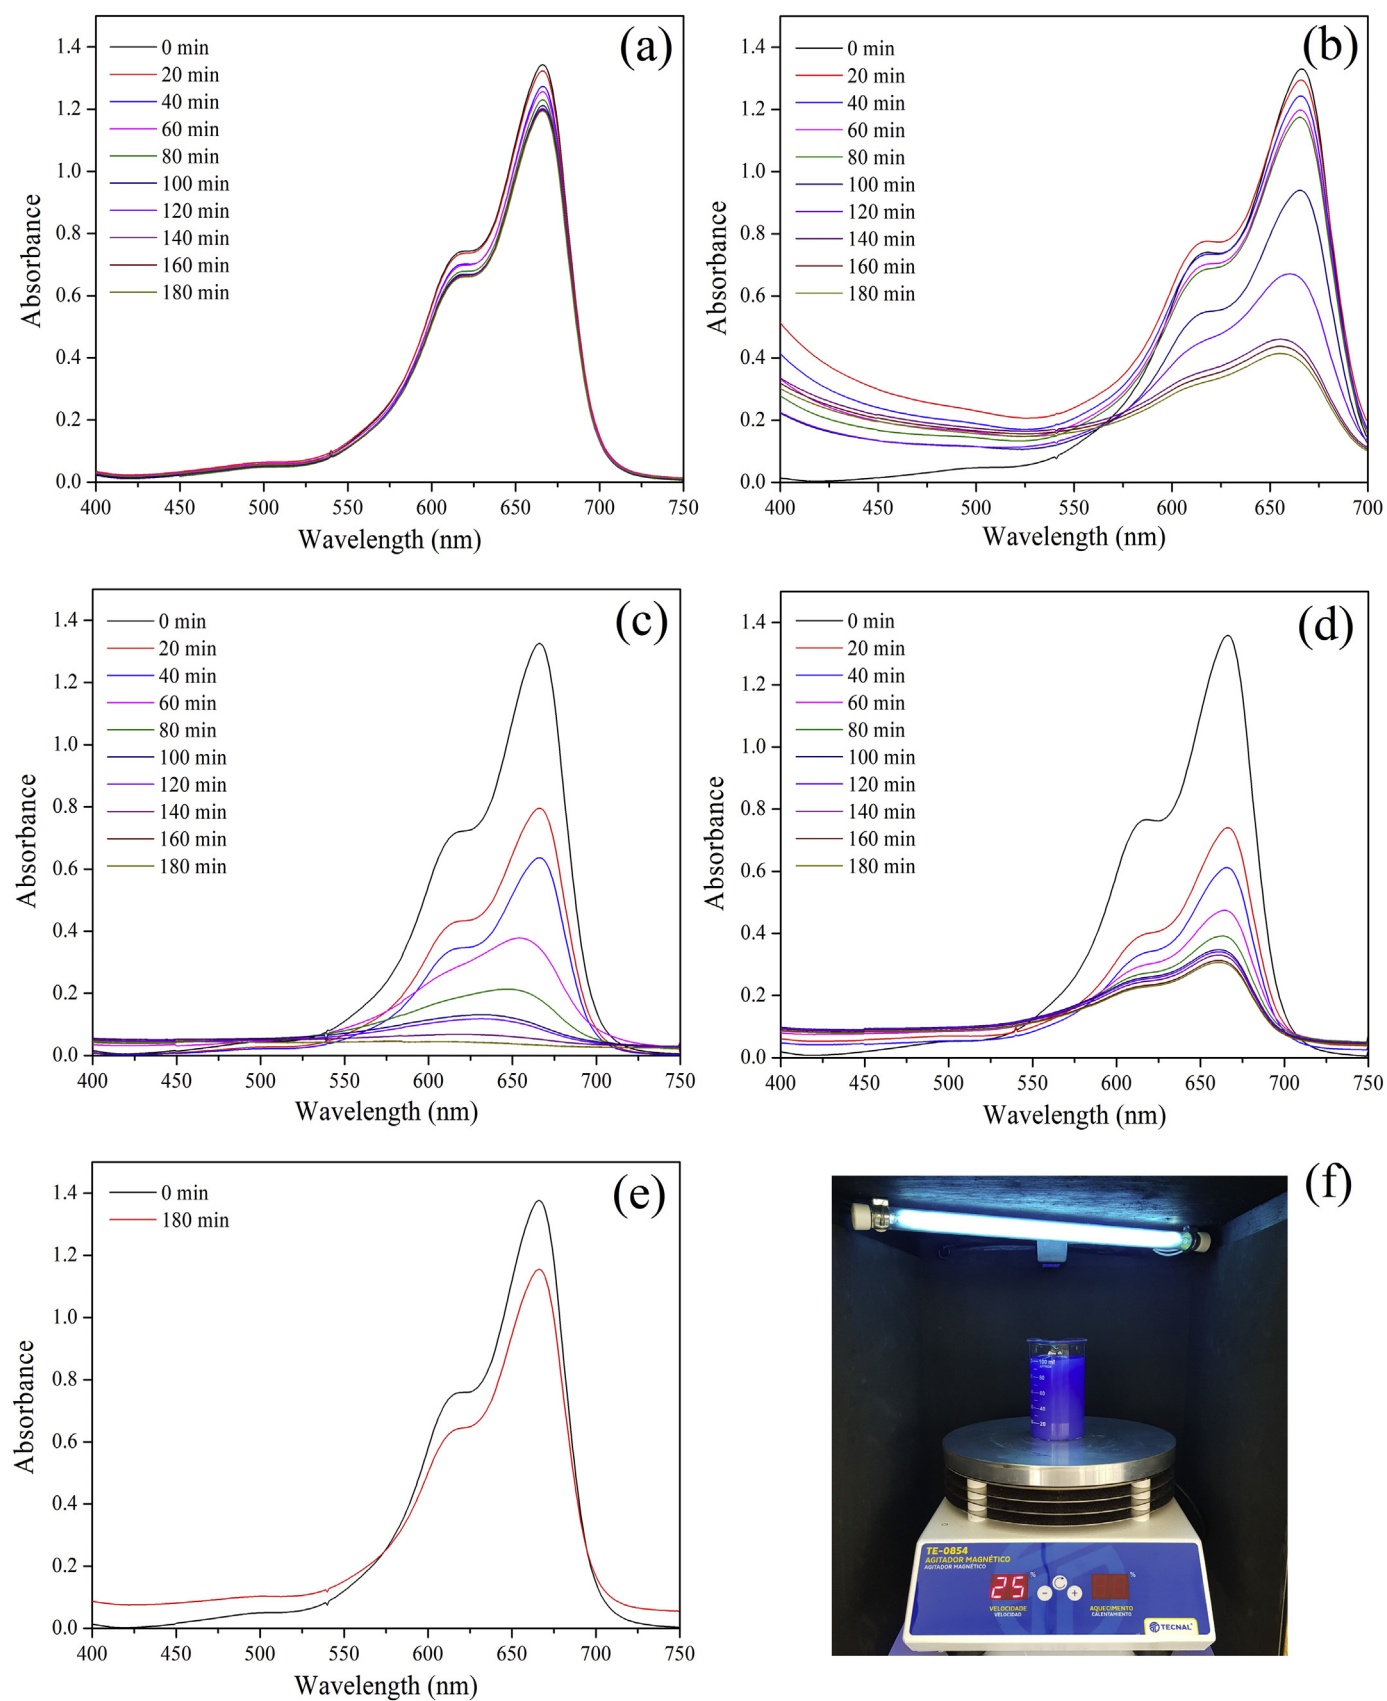 (a)
0 min
20 min
40 min
60 min
80 min
100 min
120 min
140 min
160 min
180 min
Absorbance
1.4
1.2
1.0
0.8
0.6
0.4
0.2
0.0
400 450 500 550 600 650 700 750
Wavelength (nm)
(b)
0 min
20 min
40 min
60 min
80 min
100 min
120 min
140 min
160 min
180 min
Absorbance
1.4
1.2
1.0
0.8
0.6
0.4
0.2
0.0
400 450 500 550 600 650 700
Wavelength (nm)
(c)
0 min
20 min
40 min
60 min
80 min
100 min
120 min
140 min
160 min
180 min
Absorbance
1.4
1.2
1.0
0.8
0.6
0.4
0.2
0.0
400 450 500 550 600 650 700 750
Wavelength (nm)
(d)
0 min
20 min
40 min
60 min
80 min
100 min
120 min
140 min
160 min
180 min
Absorbance
1.4
1.2
1.0
0.8
0.6
0.4
0.2
0.0
400 450 500 550 600 650 700 750
Wavelength (nm)
(e)
0 min
180 min
Absorbance
1.4
1.2
1.0
0.8
0.6
0.4
0.2
0.0
400 450 500 550 600 650 700 750
Wavelength (nm)
(f)
100 ml
80
60
40
20
TE-0854
AGITADOR MAGNÉTICO
AGITADOR MAGNÉTICO
25 % %
- +
VELOCIDADE AQUECIMENTO
VELOCIDAD CALENTAMIENTO
TECNAL